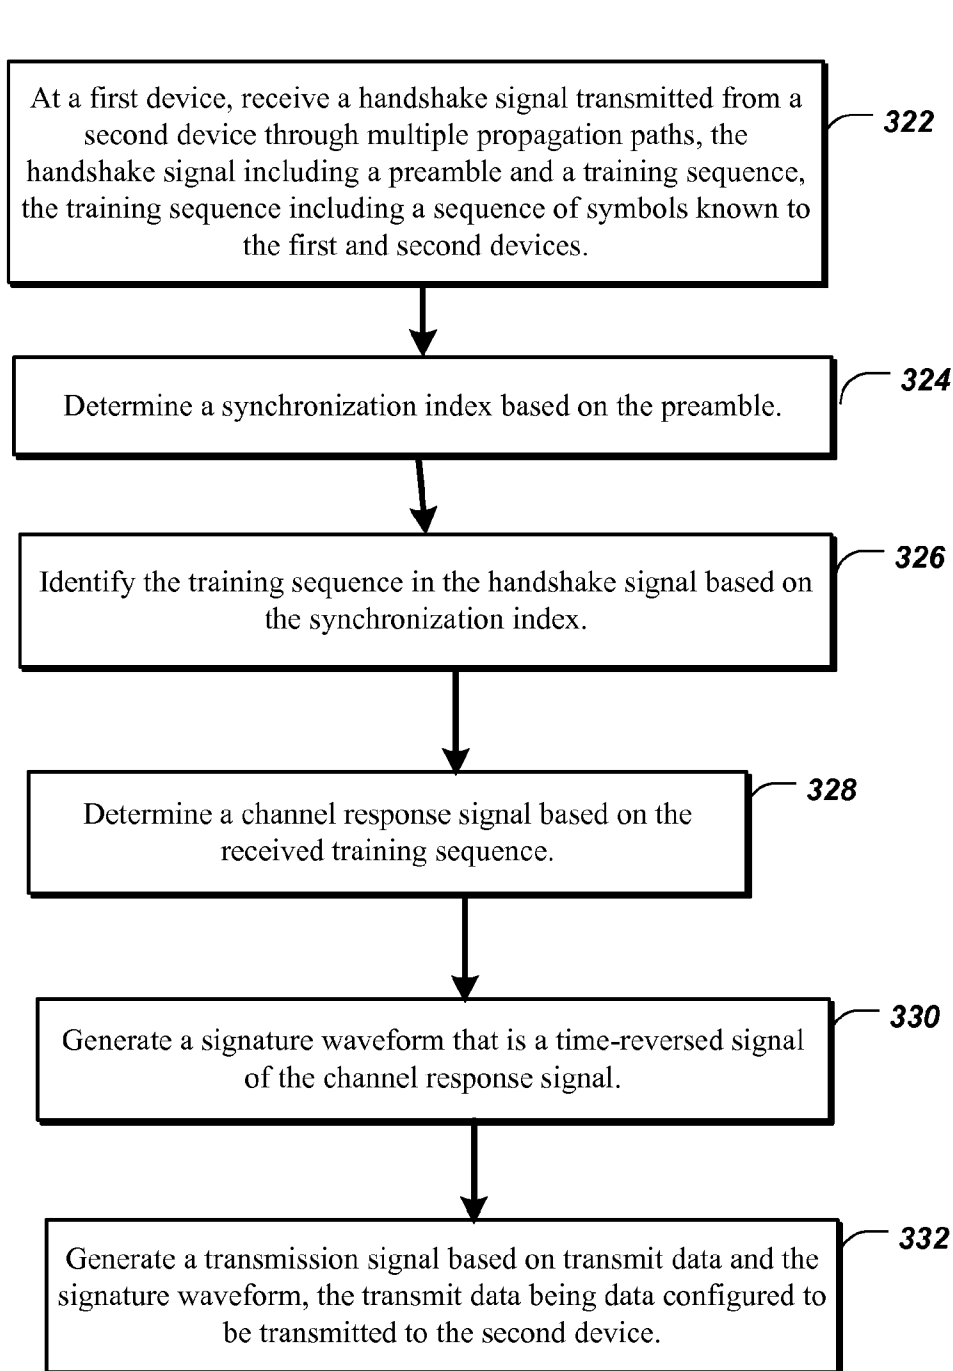 At a first device, receive a handshake signal transmitted from a
second device through multiple propagation paths, the
handshake signal including a preamble and a training sequence,
the training sequence including a sequence of symbols known to
the first and second devices.
322
Determine a synchronization index based on the preamble.
324
Identify the training sequence in the handshake signal based on
the synchronization index.
326
Determine a channel response signal based on the
received training sequence.
328
Generate a signature waveform that is a time-reversed signal
of the channel response signal.
330
Generate a transmission signal based on transmit data and the
signature waveform, the transmit data being data configured to
be transmitted to the second device.
332